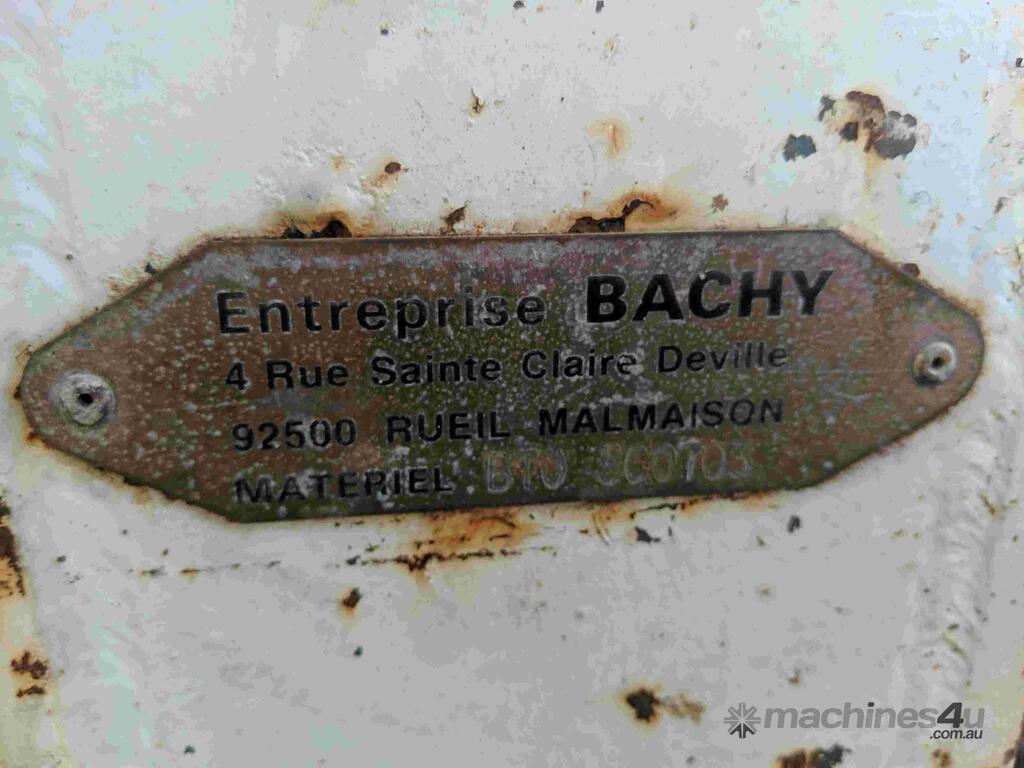 Entreprise BACHY
4 Rue Sainte Claire Deville
92500 RUEIL MALMAISON
MATERIEL
machines4u
.com.au